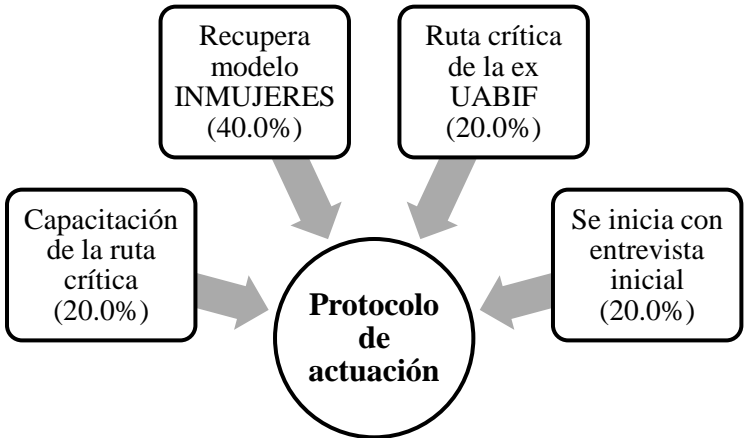 Recupera
modelo
INMUJERES
(40.0%)
Ruta crítica
de la ex
UABIF
(20.0%)
Capacitación
de la ruta
crítica
(20.0%)
Se inicia con
entrevista
inicial
(20.0%)
Protocolo
de
actuación